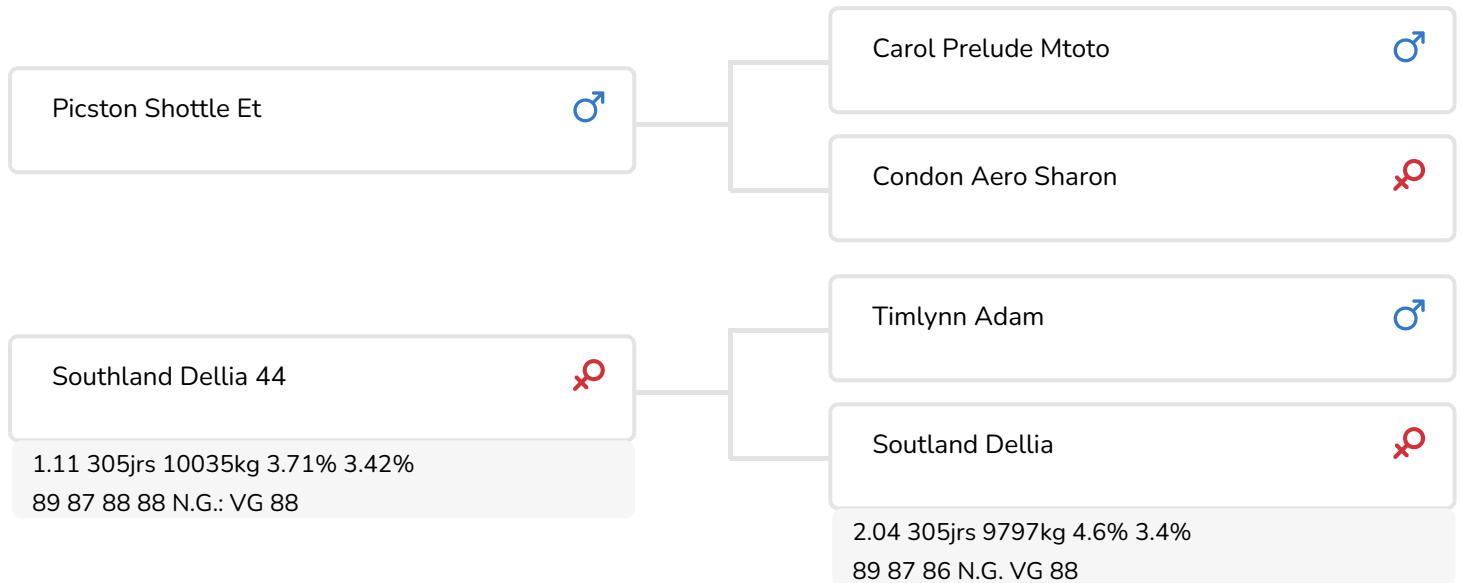 Carol Prelude Mtoto
Picston Shottle Et
Condon Aero Sharon
Timlynn Adam
Southland Dellia 44
Soutland Dellia
1.11 305jrs 10035kg 3.71% 3.42%
89 87 88 88 N.G.: VG 88
2.04 305jrs 9797kg 4.6% 3.4%
89 87 86 N.G. VG 88